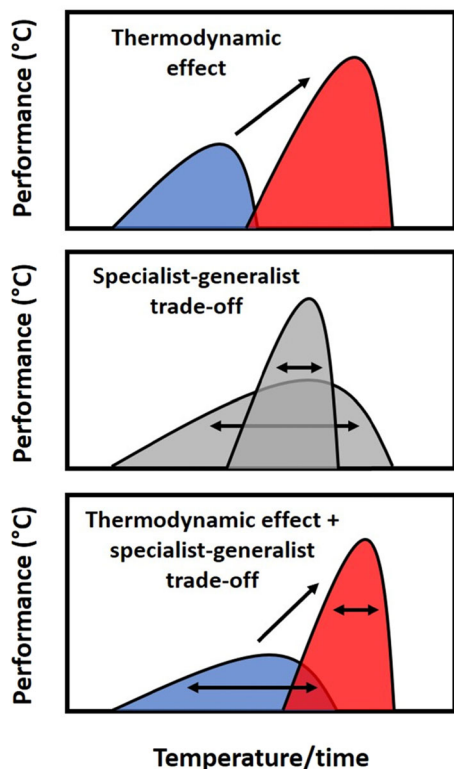 Performance (°C)
Thermodynamic
effect
Performance (°C)
Specialist-generalist
trade-off
Performance (°C)
Thermodynamic effect +
specialist-generalist
trade-off
Temperature/time